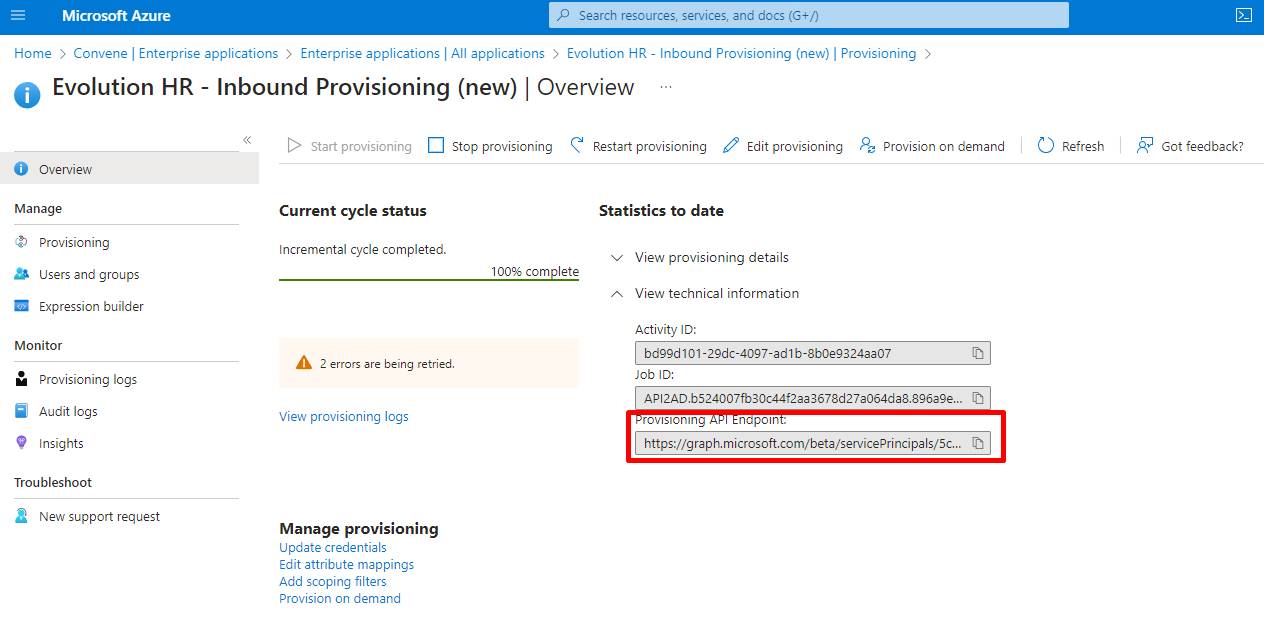 Microsoft Azure
Search resources, services, and docs (G+/)
Home > Convene | Enterprise applications > Enterprise applications | All applications > Evolution HR - Inbound Provisioning (new) | Provisioning >
Evolution HR - Inbound Provisioning (new) | Overview ...
«
Start provisioning Stop provisioning Restart provisioning Edit provisioning Provision on demand Refresh Got feedback?
Overview
Manage
Provisioning
Users and groups
Expression builder
Monitor
Provisioning logs
Audit logs
Insights
Troubleshoot
New support request
Current cycle status
Incremental cycle completed.
100% complete
2 errors are being retried.
View provisioning logs
Statistics to date
View provisioning details
View technical information
Activity ID:
bd99d101-29dc-4097-ad1b-8b0e9324aa07
Job ID:
API2AD.b524007fb30c44f2aa3678d27a064da8.896a9e...
Provisioning API Endpoint:
https://graph.microsoft.com/beta/servicePrincipals/5c...
Manage provisioning
Update credentials
Edit attribute mappings
Add scoping filters
Provision on demand